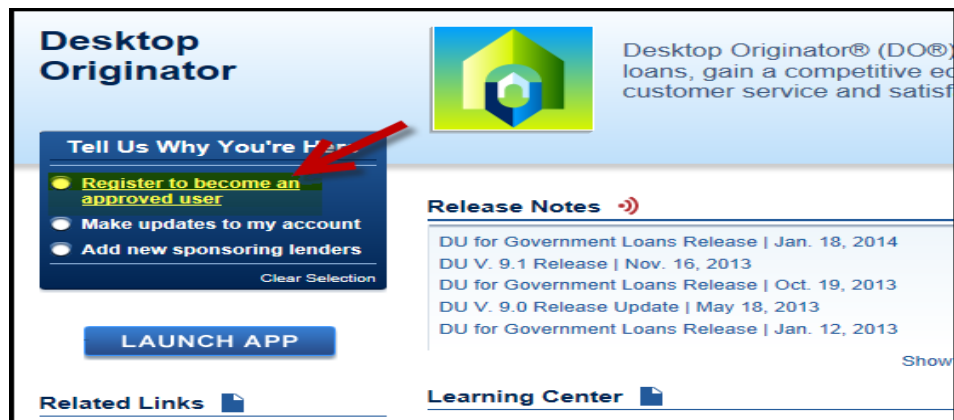 Desktop
Originator
Desktop Originator® (DO®)
loans, gain a competitive
customer service and
Tell Us Why You're
Register to become an
approved user
Make updates to my account
Add new sponsoring lenders
Clear Selection
LAUNCH APP
Related Links
Release Notes
DU for Government Loans Release | Jan. 18, 2014
DU V. 9.1 Release | Nov. 16, 2013
DU for Government Loans Release | Oct. 19, 2013
DU V. 9.0 Release Update | May 18, 2013
DU for Government Loans Release | Jan. 12, 2013
Show
Learning Center